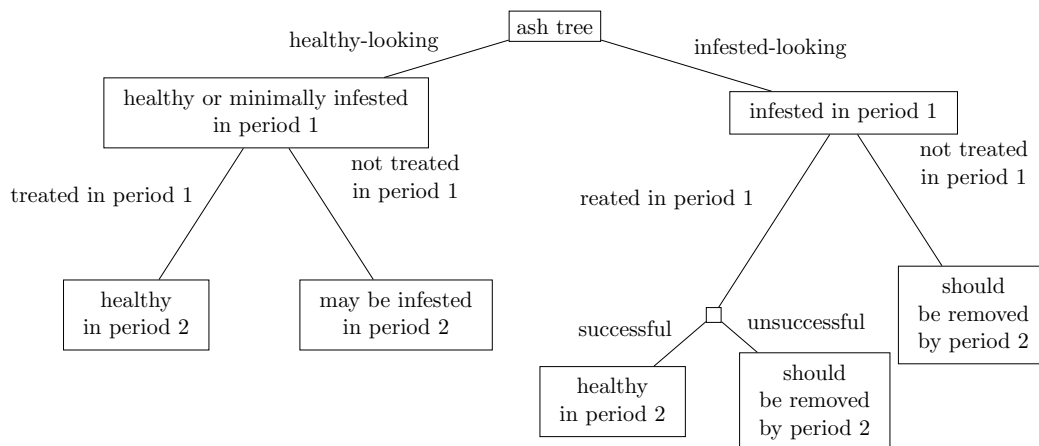 ash tree
healthy-looking
infested-looking
healthy or minimally infested
in period 1
infested in period 1
treated in period 1
not treated
in period 1
reated in period 1
not treated
in period 1
healthy
in period 2
may be infested
in period 2
should
be removed
by period 2
successful
unsuccessful
healthy
in period 2
should
be removed
by period 2